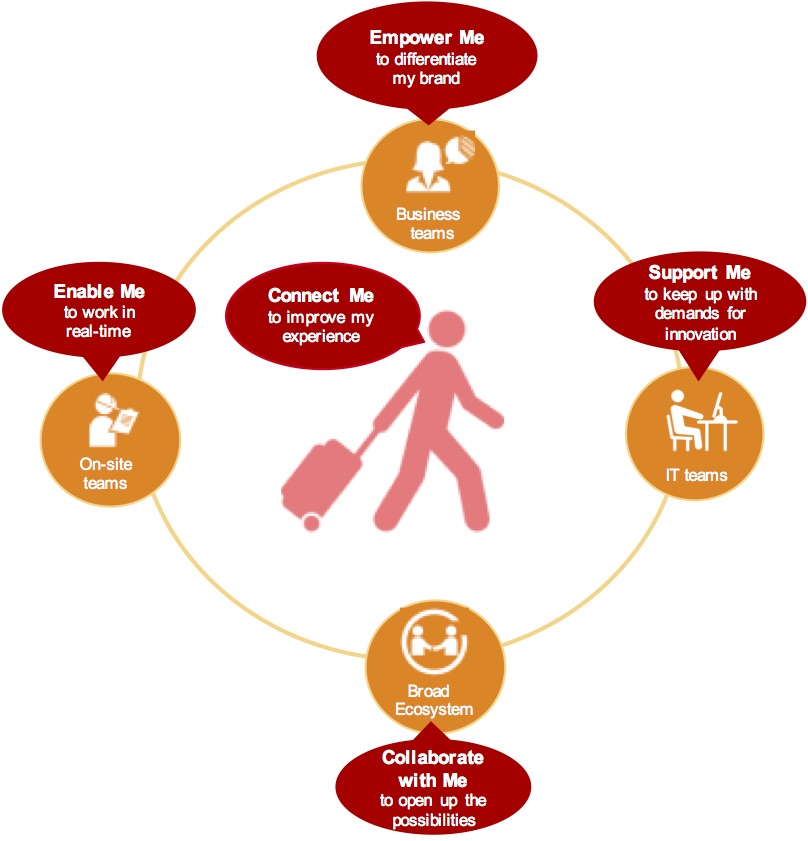 Empower Me
to differentiate
my brand
Business
teams
Enable Me
to work in
real-time
On-site
teams
Connect Me
to improve my
experience
Support Me
to keep up with
demands for
innovation
IT teams
Broad
Ecosystem
Collaborate
with Me
to open up the
possibilities